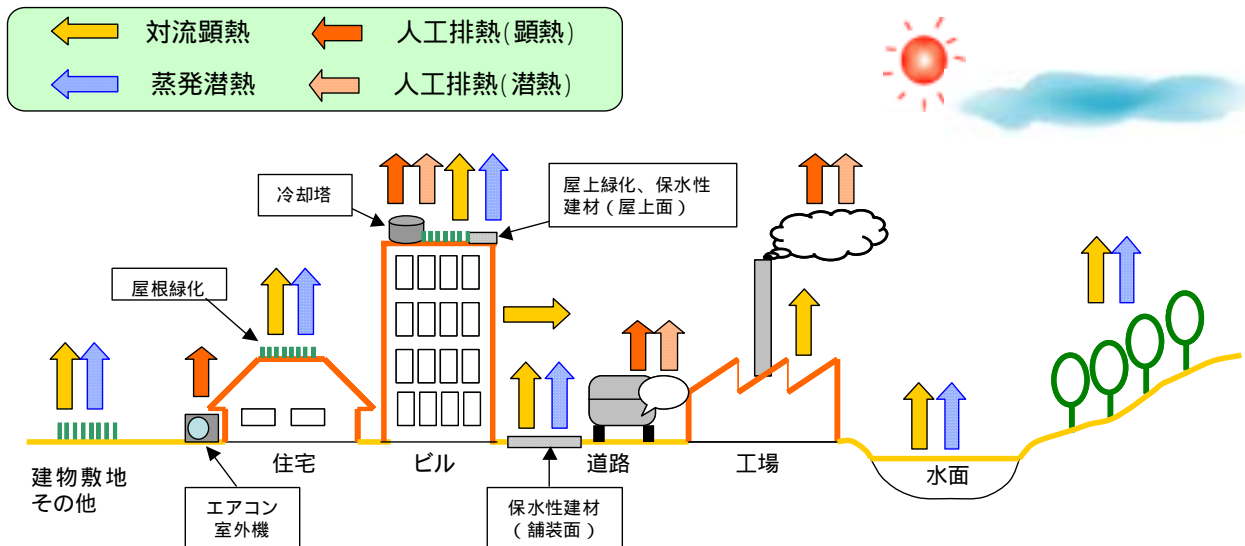 対流顕熱
人工排熱(顕熱)
蒸発潜熱
人工排熱(潜熱)
冷却塔
屋上緑化、保水性
建材(屋上面)
屋根緑化
建物敷地
その他
住宅
ビル
道路
工場
水面
エアコン
室外機
保水性建材
(舗装面)